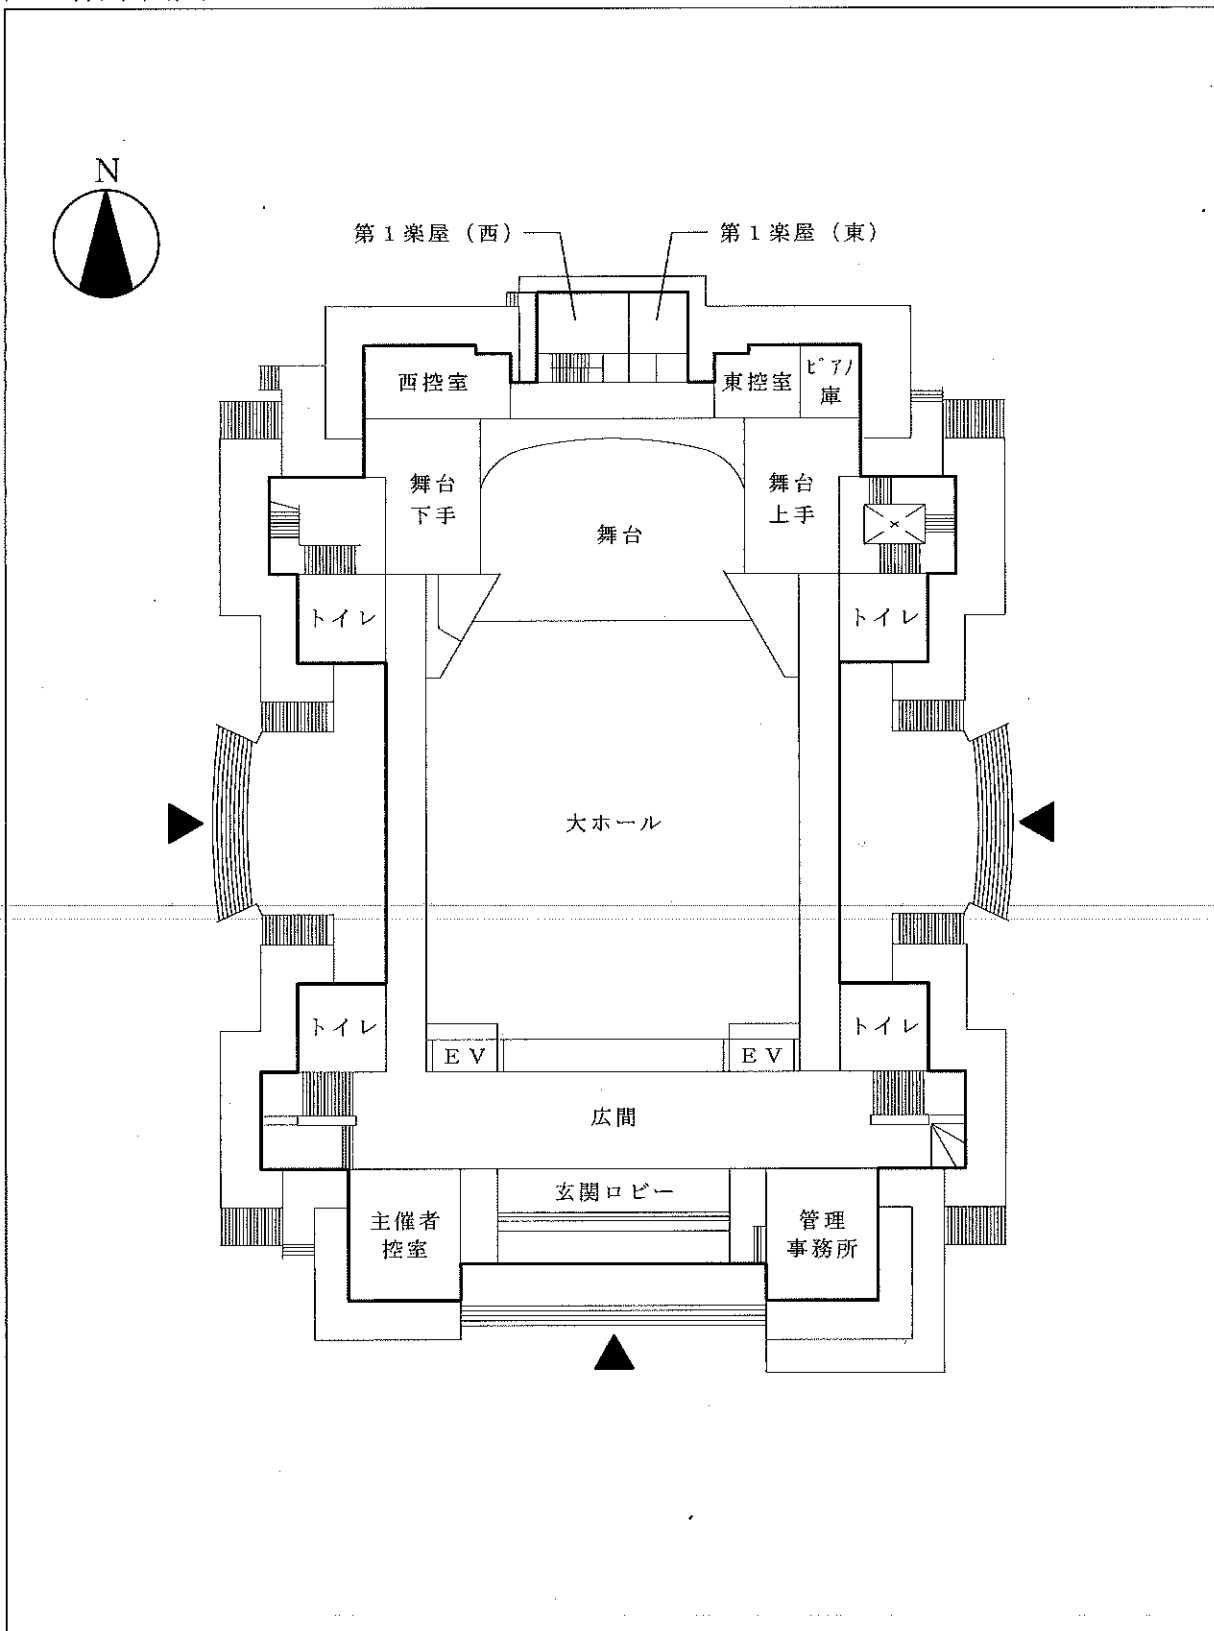 N
第1楽屋（西）
第1楽屋（東）
西控室
東控室
ﾋﾟｱﾉ
庫
舞台
下手
舞台
上手
舞台
トイレ
トイレ
大ホール
トイレ
トイレ
EV
EV
広間
玄関ロビー
主催者
控室
管理
事務所